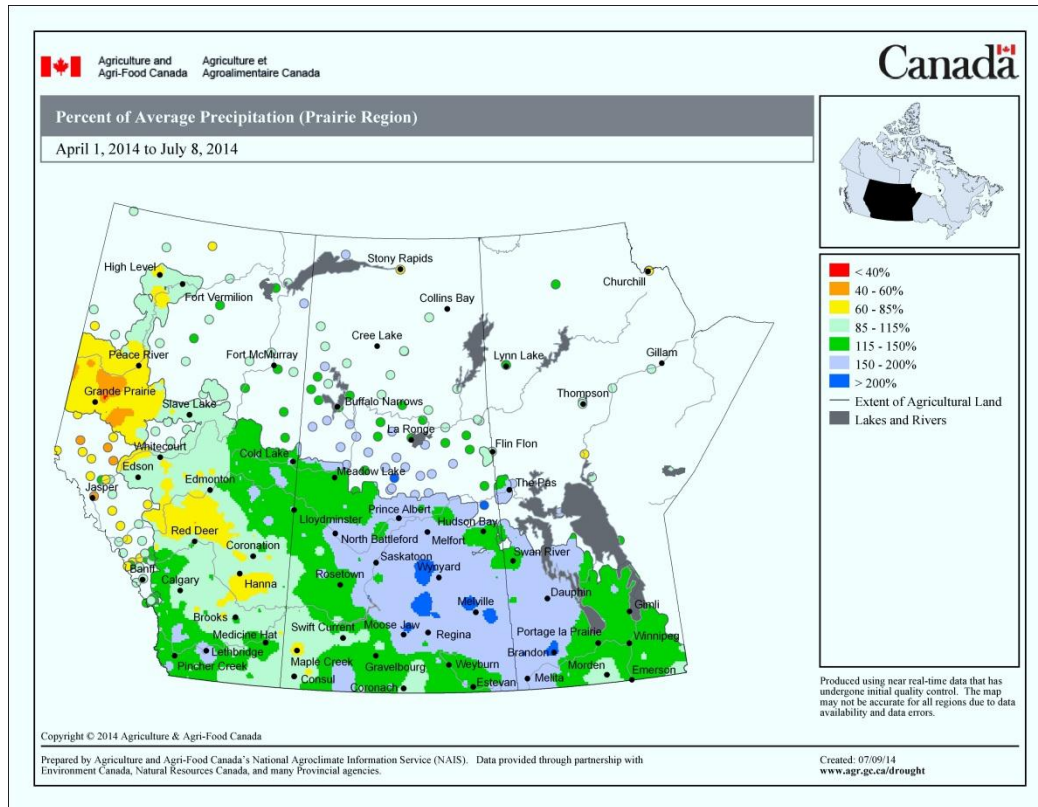 Agriculture and Agriculture et
Agri-Food Canada Agroalimentaire Canada
Canada
Percent of Average Precipitation (Prairie Region)
April 1, 2014 to July 8, 2014
High Level
Fort Vermilion
Stony Rapids
Churchill
Collins Bay
Cree Lake
Peace River
Fort McMurray
Lynn Lake
Gillam
Grande Prairie
Slave Lake
Buffalo Narrows
Thompson
La Ronge
Flin Flon
Whitecourt
Cold Lake
Edson
Meadow Lake
Edmonton
Jasper
The Pas
Lloydminster
Prince Albert
Hudson Bay
Red Deer
North Battleford
Melfort
Coronation
Saskatoon
Swan River
Banff
Wynyard
Hanna
Rosetown
Calgary
Dauphin
Melville
Gimli
Brooks
Swift Current
Moose Jaw
Regina
Portage la Prairie
Winnipeg
Medicine Hat
Lethbridge
Brandon
Pincher Creek
Maple Creek
Gravelbourg
Weyburn
Morden
Emerson
Consul
Coronach
Estevan
Melita
< 40%
40 - 60%
60 - 85%
85 - 115%
115 - 150%
150 - 200%
> 200%
Extent of Agricultural Land
Lakes and Rivers
Produced using near real-time data that has
undergone initial quality control. The map
may not be accurate for all regions due to data
availability and data errors.
Copyright © 2014 Agriculture & Agri-Food Canada
Prepared by Agriculture and Agri-Food Canada's National Agroclimate Information Service (NAIS). Data provided through partnership with
Environment Canada, Natural Resources Canada, and many Provincial agencies.
Created: 07/09/14
www.agr.gc.ca/drought